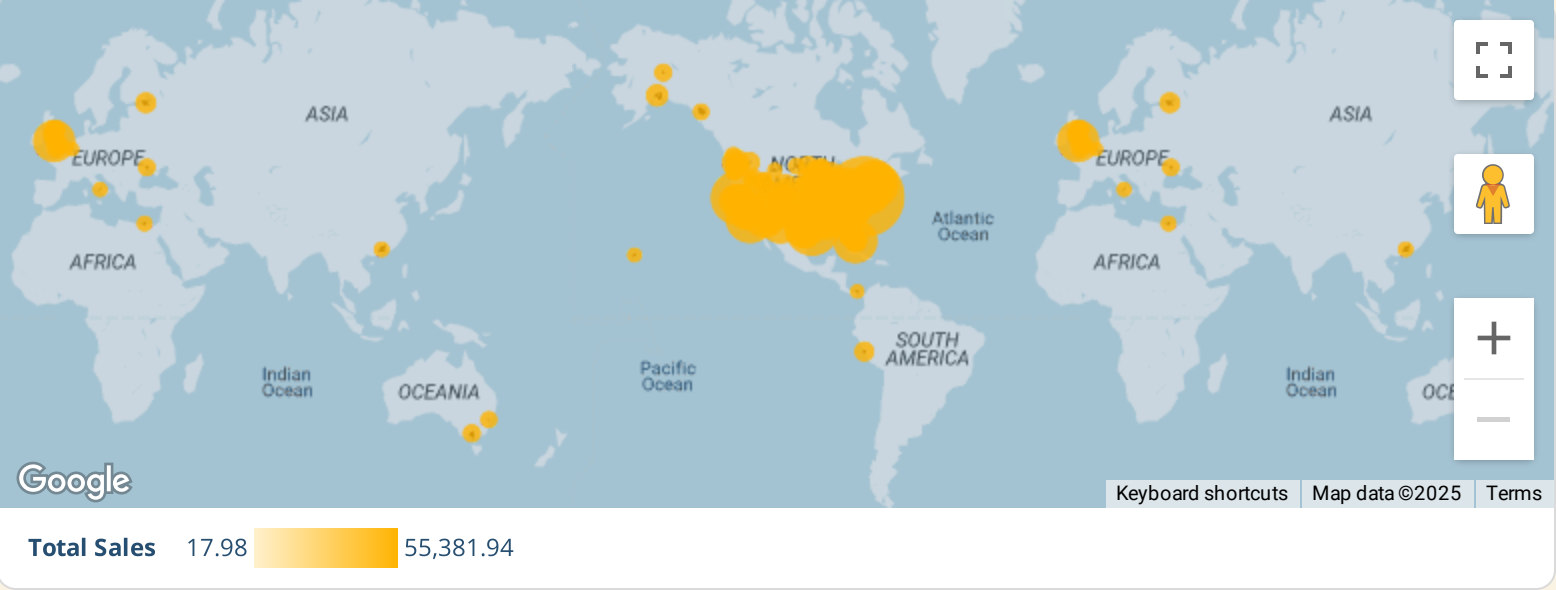 ASIA
ASIA
EUROPE
NORTH
EUROPE
Atlantic
Ocean
AFRICA
AFRICA
SOUTH
AMERICA
Indian
Ocean
OCEANIA
Pacific
Ocean
Indian
Ocean
OCE
Google
Keyboard shortcuts
Map data ©2025
Terms
Total Sales 17.98 55,381.94